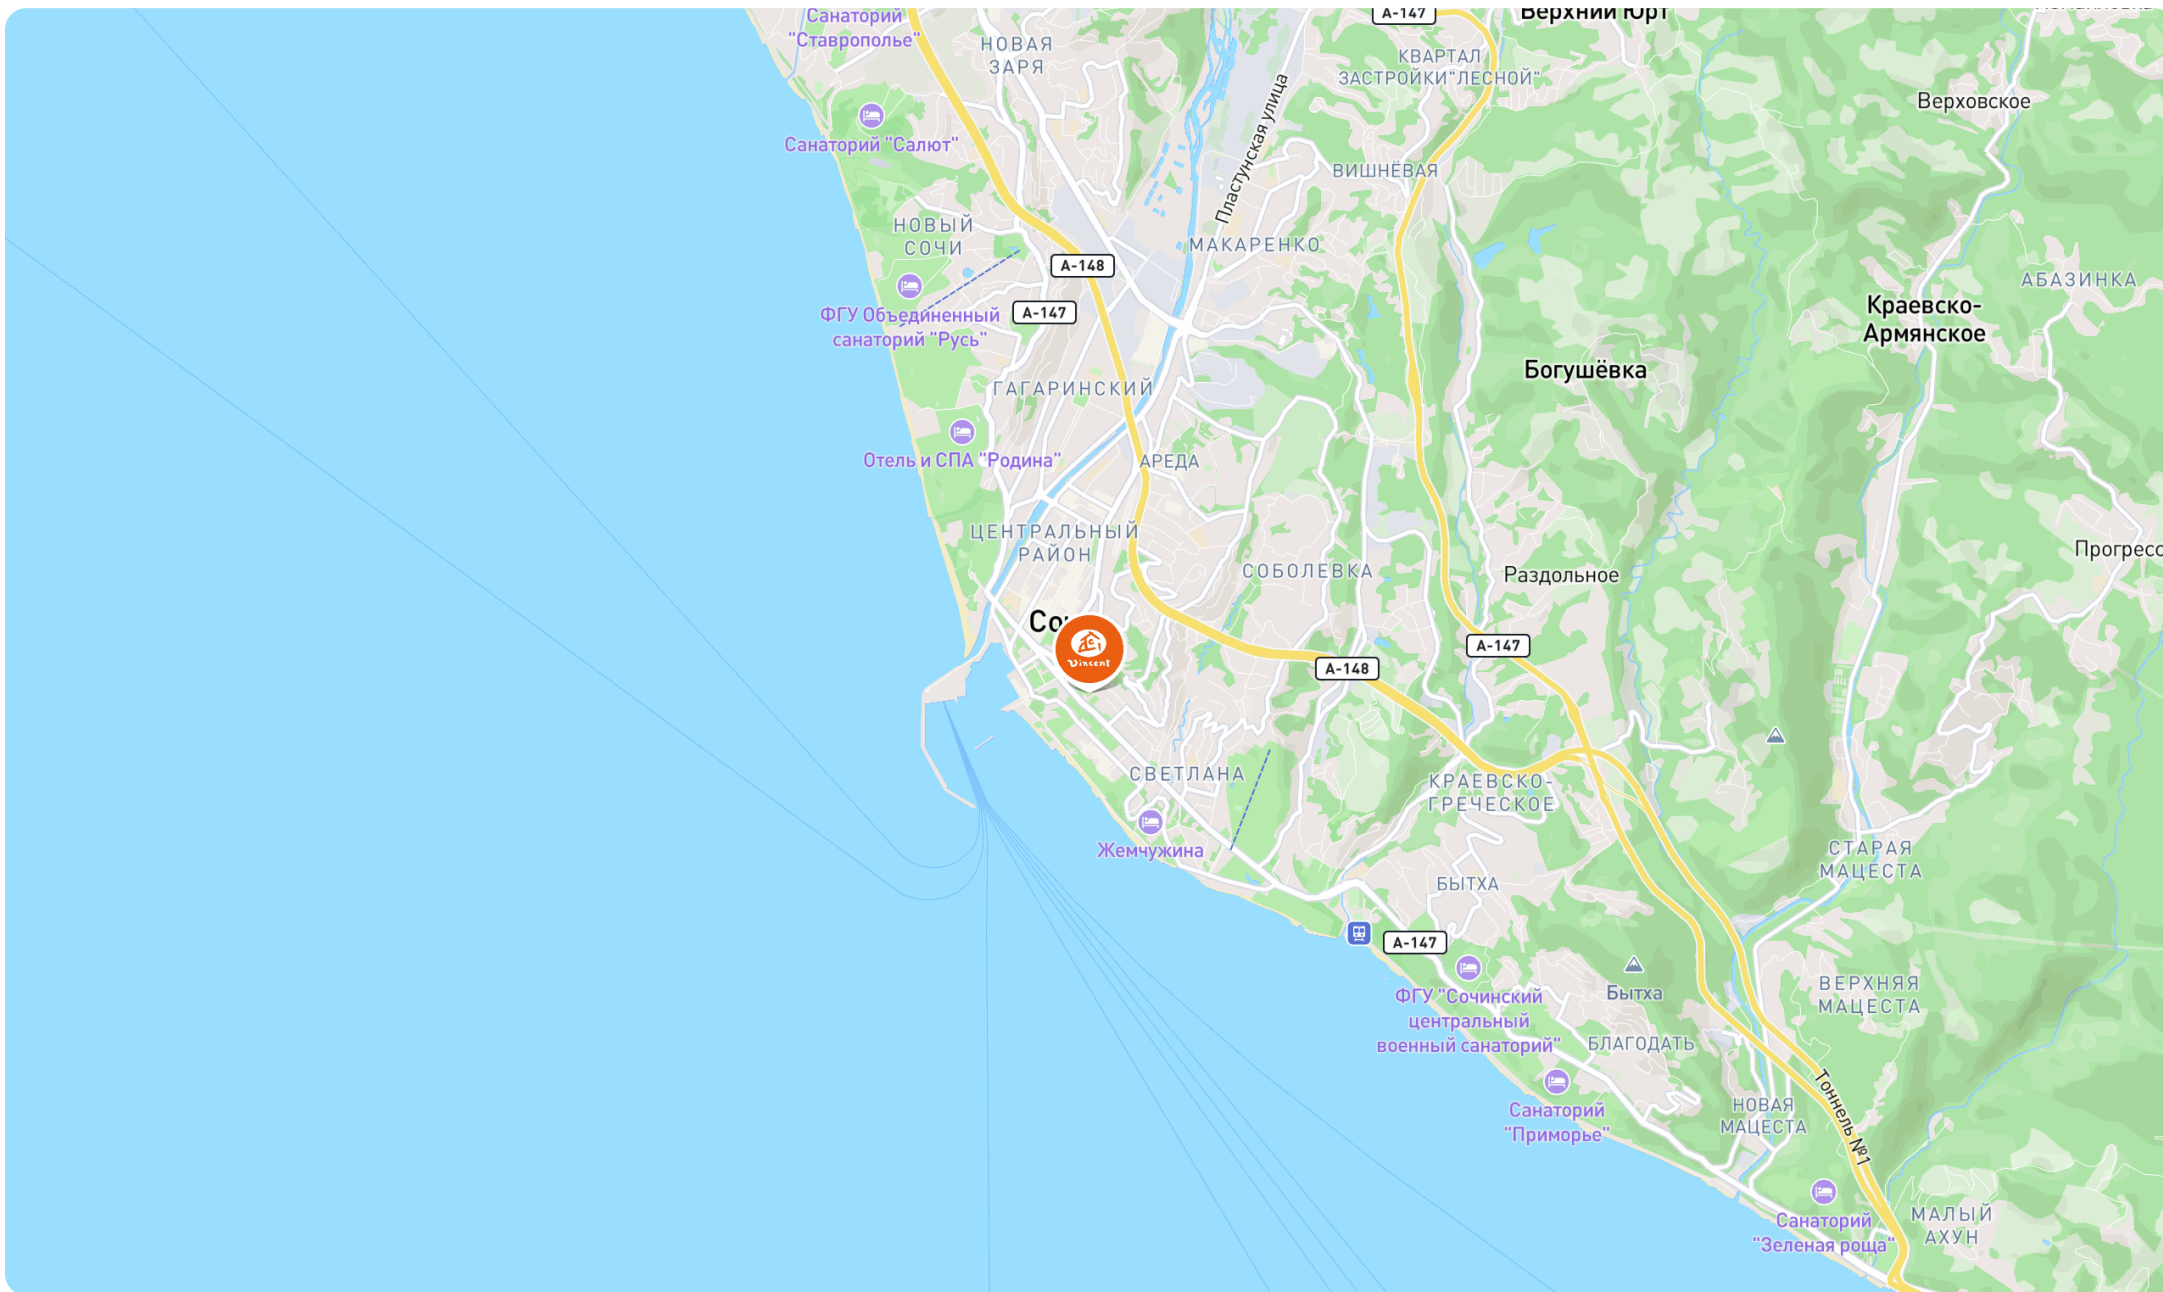 Санаторий
"Ставрополье"
НОВАЯ
ЗАРЯ
А-147
Верхний Юрт
КВАРТАЛ
ЗАСТРОЙКИ"ЛЕСНОЙ"
Верховское
Санаторий "Салют"
Пластунская улица
ВИШНЁВАЯ
НОВЫЙ
СОЧИ
МАКАРЕНКО
А-148
АБАЗИНКА
ФГУ Объединенный
санаторий "Русь"
А-147
Краевско-
Армянское
Богушёвка
ГАГАРИНСКИЙ
Отель и СПА "Родина"
АРЕДА
ЦЕНТРАЛЬНЫЙ
РАЙОН
Прогресс
СОБОЛЕВКА
Раздольное
Со
Vincent
А-147
А-148
СВЕТЛАНА
КРАЕВСКО-
ГРЕЧЕСКОЕ
Жемчужина
СТАРАЯ
МАЦЕСТА
БЫТХА
А-147
ФГУ "Сочинский
центральный
военный санаторий"
Бытха
ВЕРХНЯЯ
МАЦЕСТА
БЛАГОДАТЬ
Санаторий
"Приморье"
НОВАЯ
МАЦЕСТА
Тоннель №1
Санаторий
"Зеленая роща"
МАЛЫЙ
АХУН